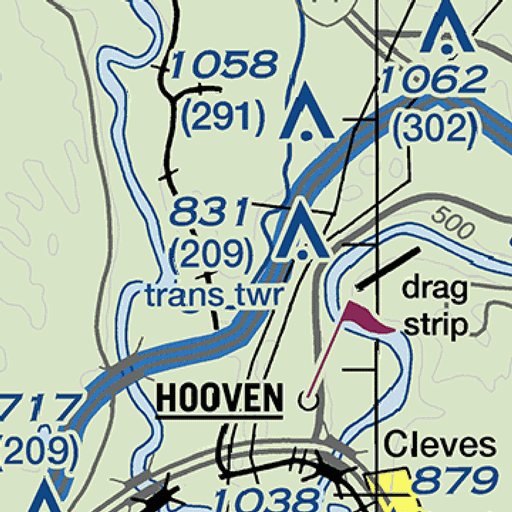 1058
(291)
1062
(302)
831
(209)
500
trans twr
drag
strip
HOOVEN
717
(209)
Cleves
879
1038